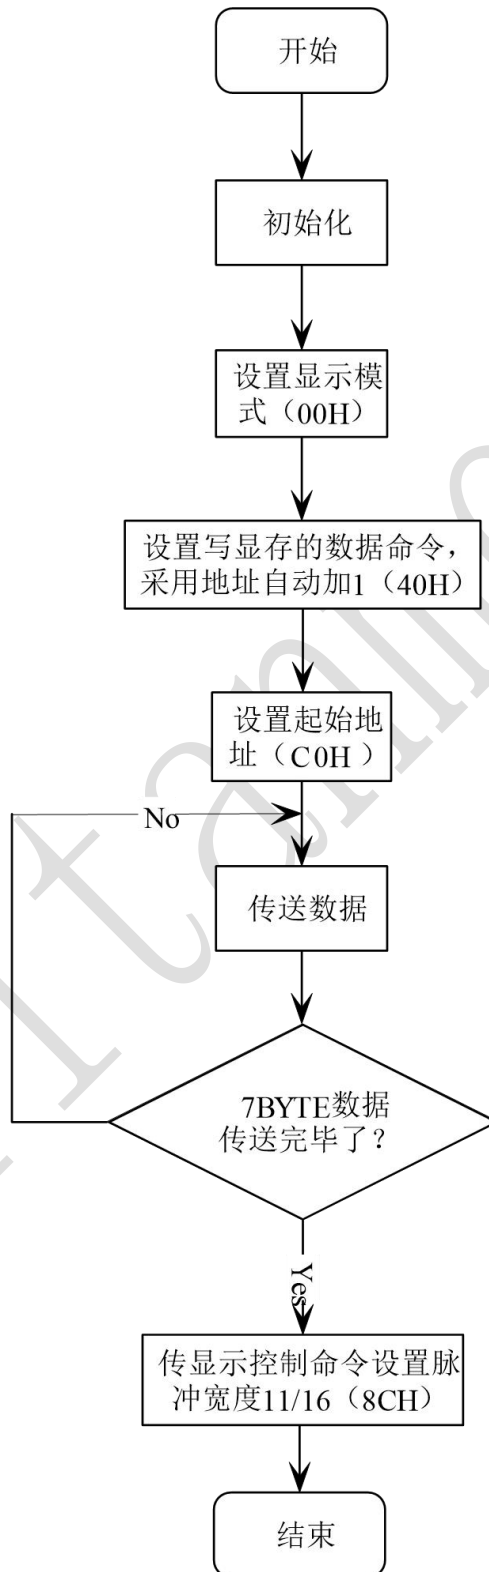 开始
初始化
设置显示模
式（00H）
设置写显存的数据命令，
采用地址自动加1（40H）
设置起始地
址（C0H）
No
传送数据
7BYTE数据
传送完毕了？
Yes
传显示控制命令设置脉
冲宽度11/16（8CH）
结束